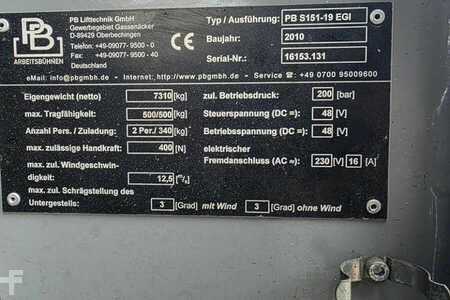 PB
ARBEITSBÜHNEN
PB Lifttechnik GmbH
Gewerbegebiet Gassenäcker
D-89429 Oberbechingen
Tel.: +49-09077- 9500 - 0
Fax: +49-09077- 9500 - 40
Deutschland
CE
Typ / Ausführung: PB S151-19 EGI
Baujahr: 2010
Serial-Nr.: 16153.131
eMail: info@pbgmbh.de - Internet: http://www.pbgmbh.de - Service ☎: +49 0700 95009600
Eigengewicht (netto) 7310 [kg] zul. Betriebsdruck: 200 [bar]
max. Tragfähigkeit: 500/500 [kg] Steuerspannung (DC =): 48 [V]
Anzahl Pers. / Zuladung: 2 Per./ 340 [kg] Betriebsspannung (DC =): 48 [V]
max. zulässige Handkraft: 400 [N] elektrischer
max. zul. Windgeschwin- Fremdanschluss (AC ≈): 230 [V] 16 [A]
digkeit: 12,5 [m/s]
max. zul. Schrägstellung des
Untergestells: 3 [Grad] mit Wind 3 [Grad] ohne Wind